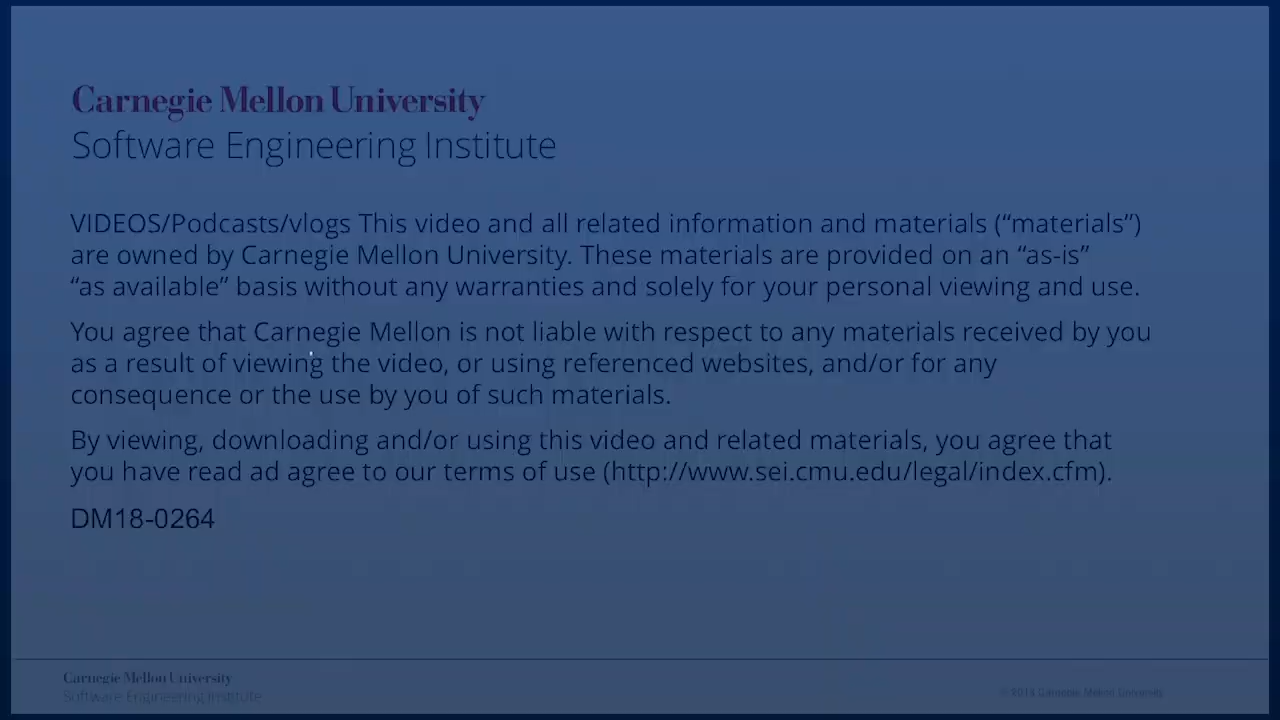 Carnegie Mellon University
Software Engineering Institute
VIDEOS/Podcasts/vlogs This video and all related information and materials (“materials”)
are owned by Carnegie Mellon University. These materials are provided on an “as-is”
“as available” basis without any warranties and solely for your personal viewing and use.
You agree that Carnegie Mellon is not liable with respect to any materials received by you
as a result of viewing the video, or using referenced websites, and/or for any
consequence or the use by you of such materials.
By viewing, downloading and/or using this video and related materials, you agree that
you have read ad agree to our terms of use (http://www.sei.cmu.edu/legal/index.cfm).
DM18-0264
Carnegie Mellon University
Software Engineering Institute
© Carnegie Mellon University